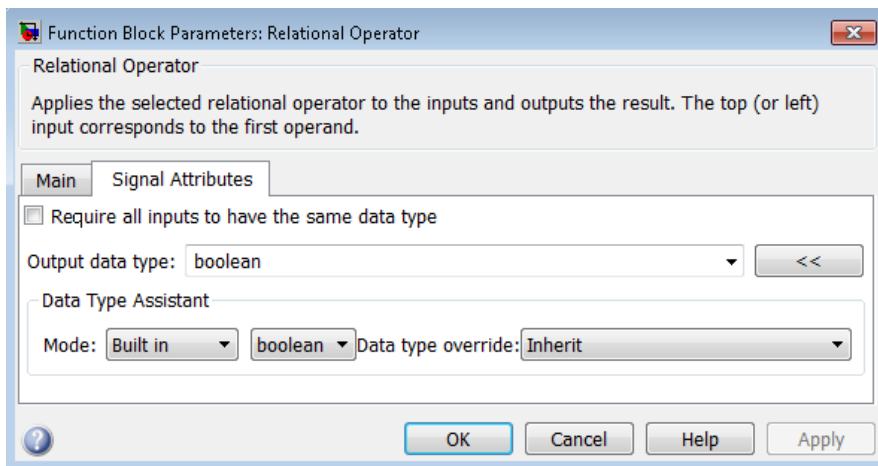 Function Block Parameters: Relational Operator
Relational Operator
Applies the selected relational operator to the inputs and outputs the result. The top (or left)
input corresponds to the first operand.
Main Signal Attributes
Require all inputs to have the same data type
Output data type: boolean <<
Data Type Assistant
Mode: Built in boolean Data type override: Inherit
OK Cancel Help Apply